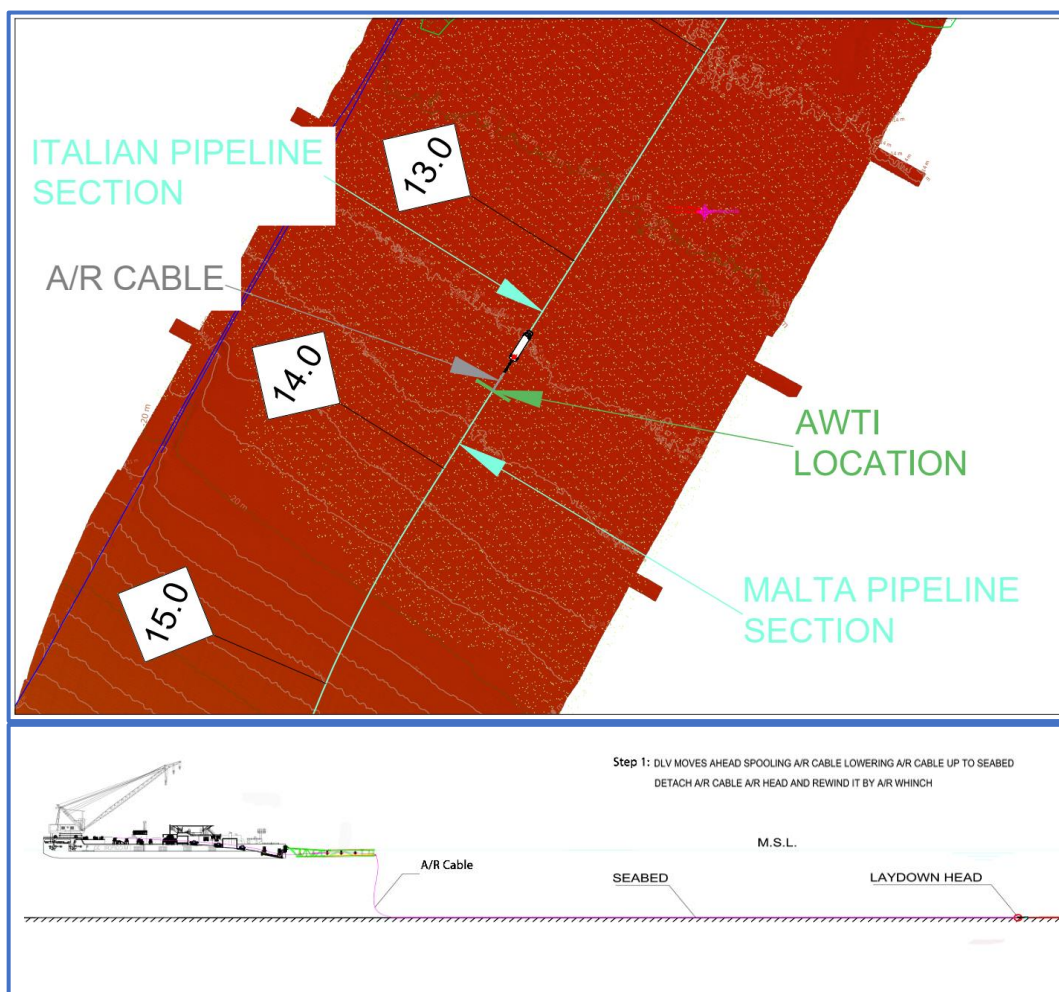 ITALIAN PIPELINE
SECTION
13.0
A/R CABLE
14.0
AWTI
LOCATION
-20 m
-20 m
15.0
MALTA PIPELINE
SECTION
Step 1: DLV MOVES AHEAD SPOOLING A/R CABLE LOWERING A/R CABLE UP TO SEABED
DETACH A/R CABLE A/R HEAD AND REWIND IT BY A/R WHINCH
M.S.L.
A/R Cable
SEABED
LAYDOWN HEAD